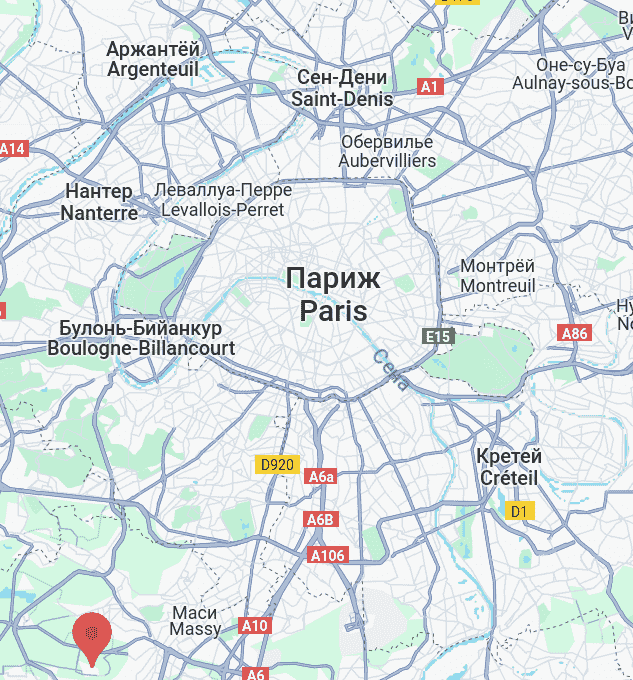 Аржантёй
Argenteuil
Сен-Дени
Saint-Denis
A1
Оне-су-Буа
Aulnay-sous-Bo
A14
Обервилье
Aubervilliers
Нантер
Nanterre
Леваллуа-Перре
Levallois-Perret
Париж
Paris
Монтрёй
Montreuil
Булонь-Бийанкур
Boulogne-Billancourt
E15
A86
Сена
Кретей
Créteil
D920
A6a
D1
A6B
A106
Маси
Massy
A10
A6